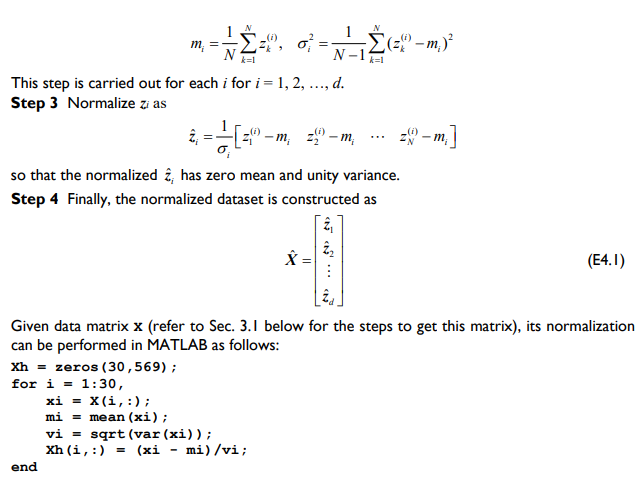 m_i = \frac{1}{N} \sum_{k=1}^{N} z_k^{(i)}, \quad \sigma_i^2 = \frac{1}{N-1} \sum_{k=1}^{N} (z_k^{(i)} - m_i)^2
This step is carried out for each i for i = 1, 2, …, d.
Step 3 Normalize z_i as
\hat{z}_i = \frac{1}{\sigma_i} \left[ z_1^{(i)} - m_i \quad z_2^{(i)} - m_i \quad \cdots \quad z_N^{(i)} - m_i \right]
so that the normalized \hat{z}_i has zero mean and unity variance.
Step 4 Finally, the normalized dataset is constructed as
\hat{X} = \begin{bmatrix} \hat{z}_1 \\ \hat{z}_2 \\ \vdots \\ \hat{z}_d \end{bmatrix} (E4.1)
Given data matrix X (refer to Sec. 3.1 below for the steps to get this matrix), its normalization
can be performed in MATLAB as follows:
Xh = zeros(30,569);
for i = 1:30,
    xi = X(i,:);
    mi = mean(xi);
    vi = sqrt(var(xi));
    Xh(i,:) = (xi - mi)/vi;
end